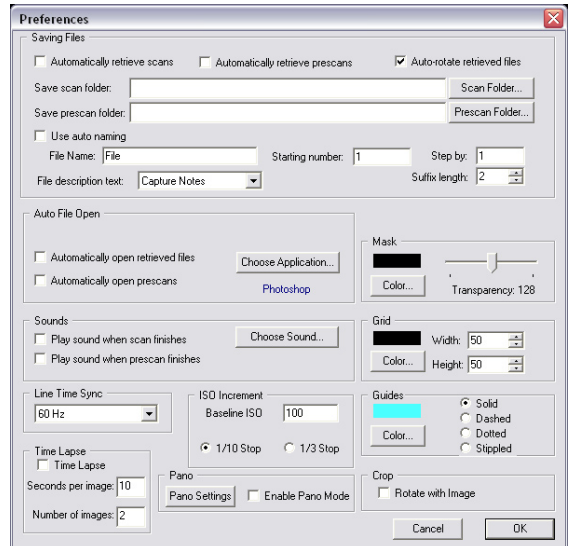 Preferences
Saving Files
Automatically retrieve scans Automatically retrieve prescans Auto-rotate retrieved files
Save scan folder: Scan Folder...
Save prescan folder: Prescan Folder...
Use auto naming
File Name: File Starting number: 1 Step by: 1
File description text: Capture Notes Suffix length: 2
Auto File Open
Automatically open retrieved files Choose Application...
Automatically open prescans Photoshop
Mask
Color... Transparency: 128
Sounds
Play sound when scan finishes Choose Sound...
Play sound when prescan finishes
Grid
Width: 50
Color... Height: 50
Line Time Sync
60 Hz
ISO Increment
Baseline ISO 100
1/10 Stop 1/3 Stop
Guides
Color...
Solid
Dashed
Dotted
Stippled
Time Lapse
Time Lapse
Seconds per image: 10
Number of images: 2
Pano
Pano Settings Enable Pano Mode
Crop
Rotate with Image
Cancel OK